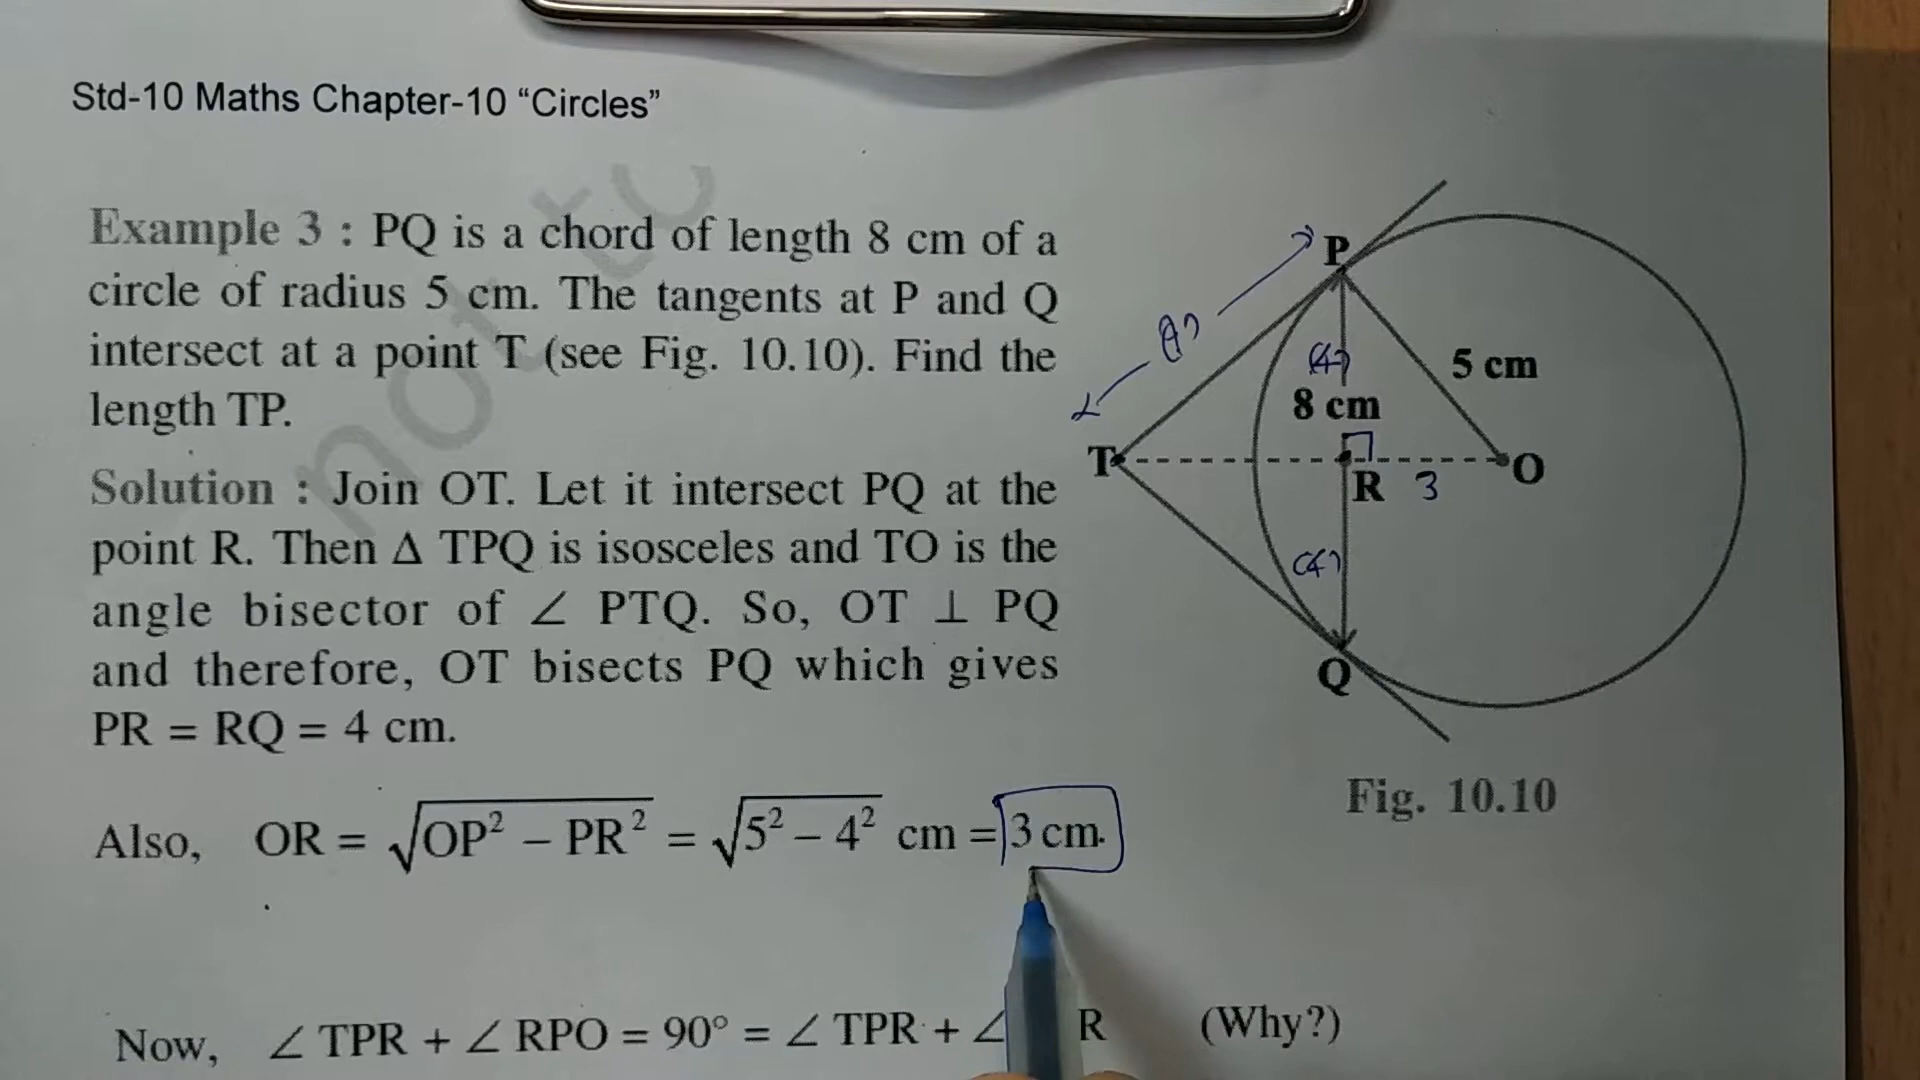 Std-10 Maths Chapter-10 “Circles”
not to
Example 3 : PQ is a chord of length 8 cm of a
circle of radius 5 cm. The tangents at P and Q
intersect at a point T (see Fig. 10.10). Find the
length TP.
Solution : Join OT. Let it intersect PQ at the
point R. Then Δ TPQ is isosceles and TO is the
angle bisector of ∠ PTQ. So, OT ⊥ PQ
and therefore, OT bisects PQ which gives
PR = RQ = 4 cm.
Also, OR = √(OP² – PR²) = √(5² – 4²) cm = 3 cm.
Now, ∠ TPR + ∠ RPO = 90° = ∠ TPR + ∠ R (Why?)
P
(4)
5 cm
8 cm
T
R
3
O
(4)
Q
Fig. 10.10